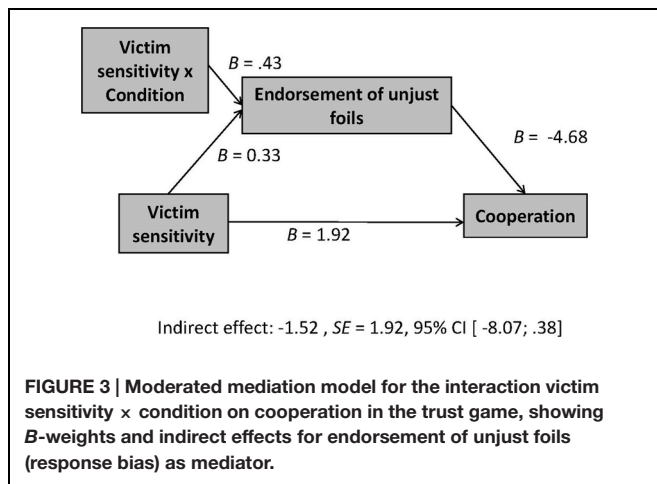 Victim
sensitivity x
Condition
B = .43
Endorsement of unjust
foils
B = 0.33
B = -4.68
Victim
sensitivity
B = 1.92
Cooperation
Indirect effect: -1.52 , SE = 1.92, 95% CI [ -8.07; .38]
FIGURE 3 | Moderated mediation model for the interaction victim
sensitivity x condition on cooperation in the trust game, showing
B-weights and indirect effects for endorsement of unjust foils
(response bias) as mediator.